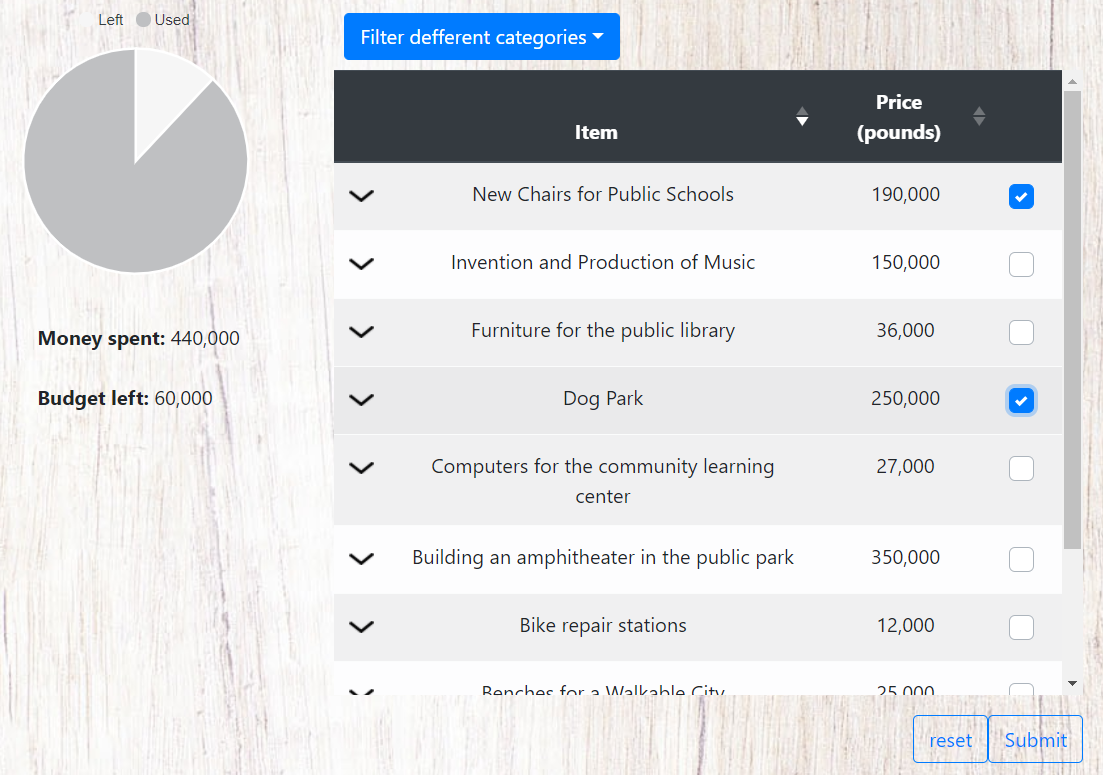 Left Used
Filter defferent categories
Item
Price
(pounds)
New Chairs for Public Schools 190,000
Invention and Production of Music 150,000
Furniture for the public library 36,000
Dog Park 250,000
Computers for the community learning
center
27,000
Building an amphitheater in the public park 350,000
Bike repair stations 12,000
Benches for a Walkable City 25,000
Money spent: 440,000
Budget left: 60,000
reset Submit